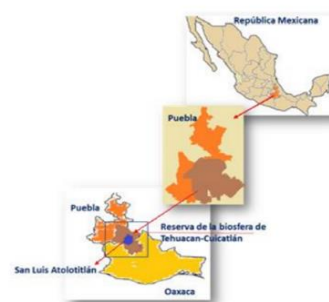 República Mexicana
Puebla
Puebla
Reserva de la biosfera de
Tehuacan-Cuicatlán
San Luis Atolotitlán
Oaxaca